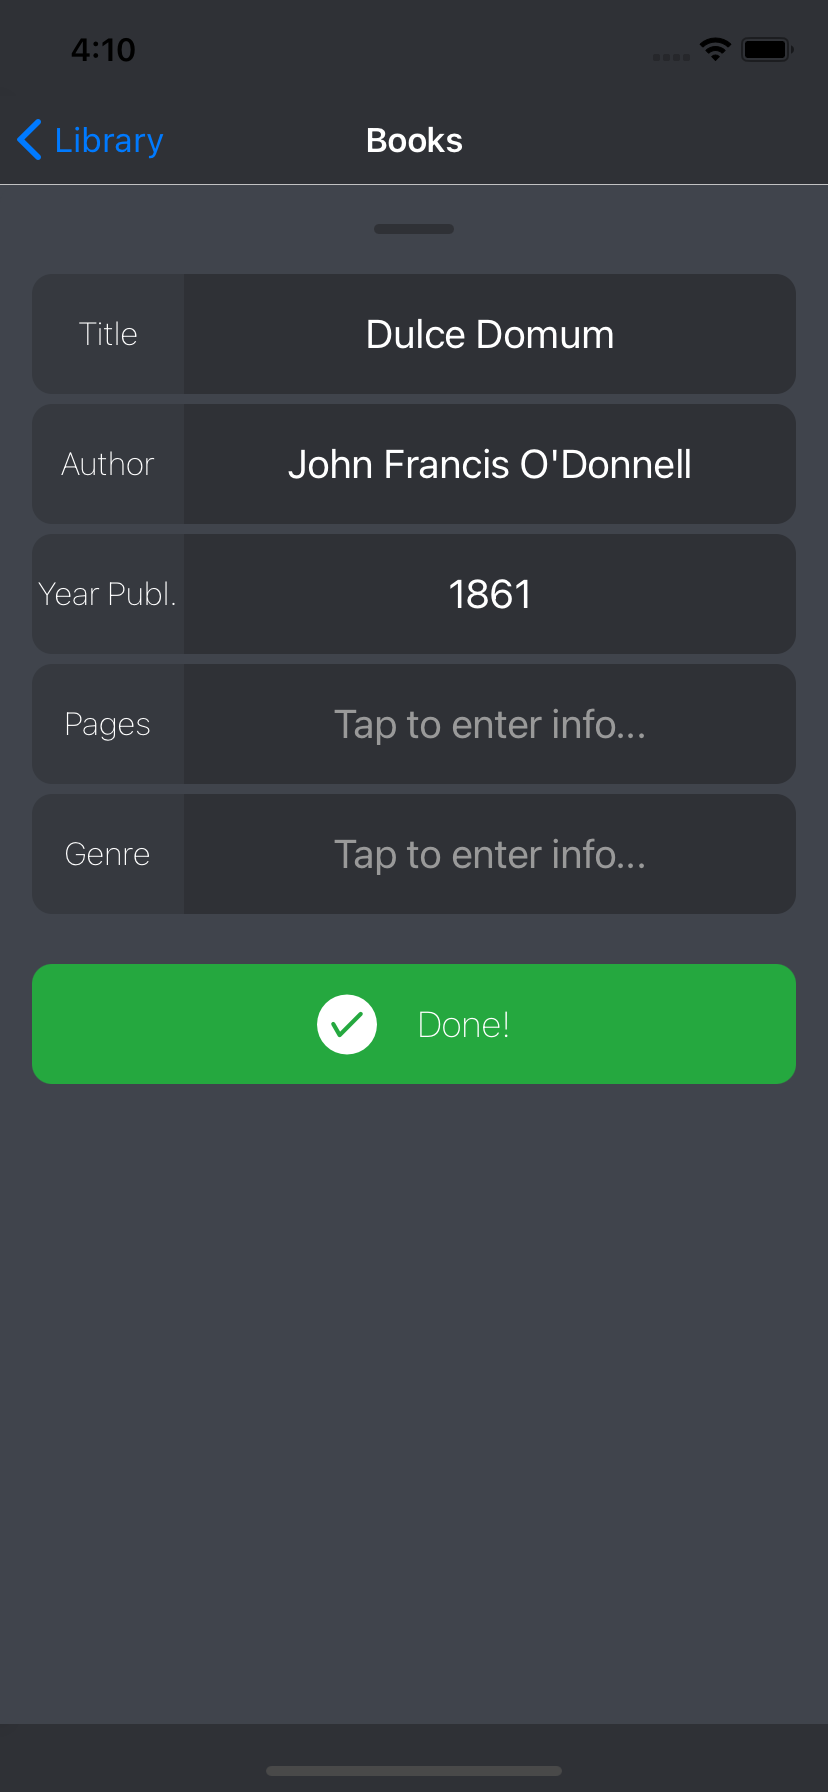 4:10
Library
Books
Title
Dulce Domum
Author
John Francis O'Donnell
Year Publ.
1861
Pages
Tap to enter info...
Genre
Tap to enter info...
Done!